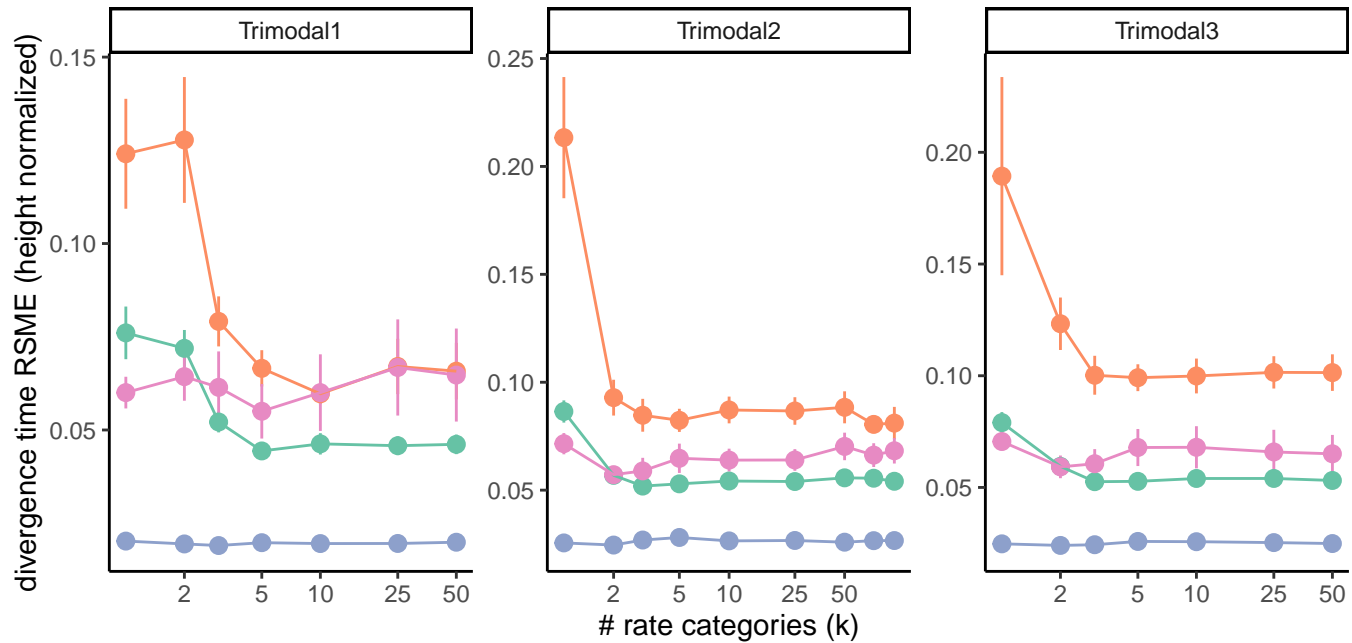 Trimodal1
Trimodal2
Trimodal3
divergence time RSME (height normalized)
0.15
0.10
0.05
0.25
0.20
0.15
0.10
0.05
0.20
0.15
0.10
0.05
2 5 10 25 50
2 5 10 25 50
2 5 10 25 50
# rate categories (k)